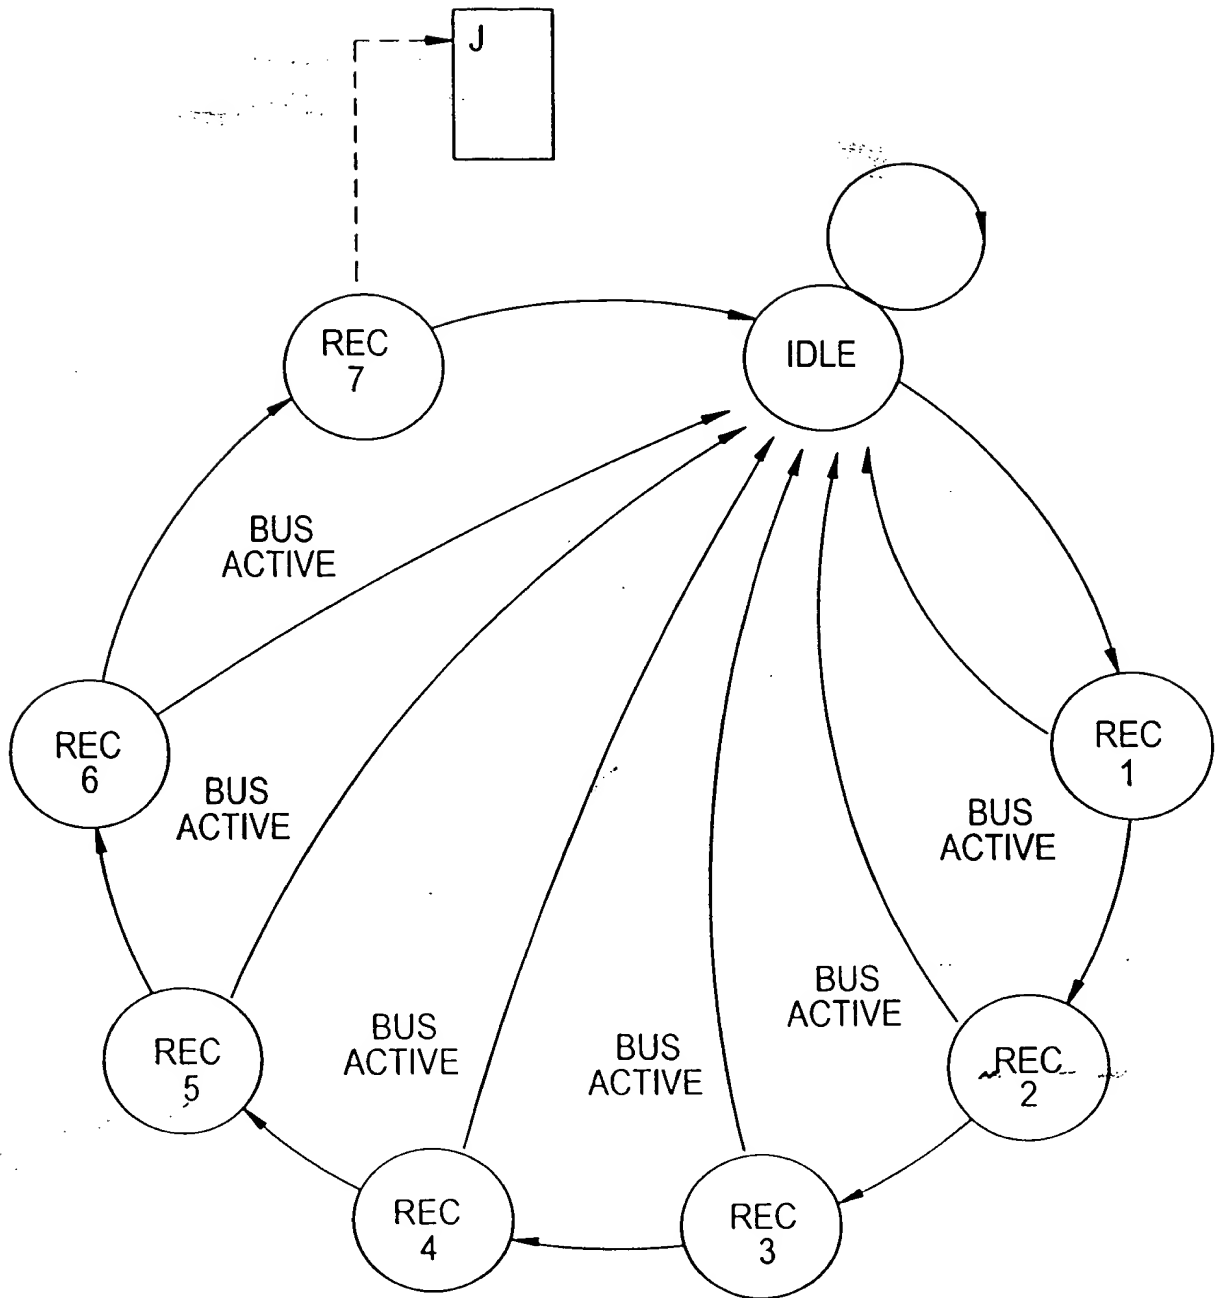 J
REC
7
IDLE
BUS
ACTIVE
REC
6
REC
1
BUS
ACTIVE
BUS
ACTIVE
BUS
ACTIVE
BUS
ACTIVE
BUS
ACTIVE
REC
5
REC
2
REC
4
REC
3